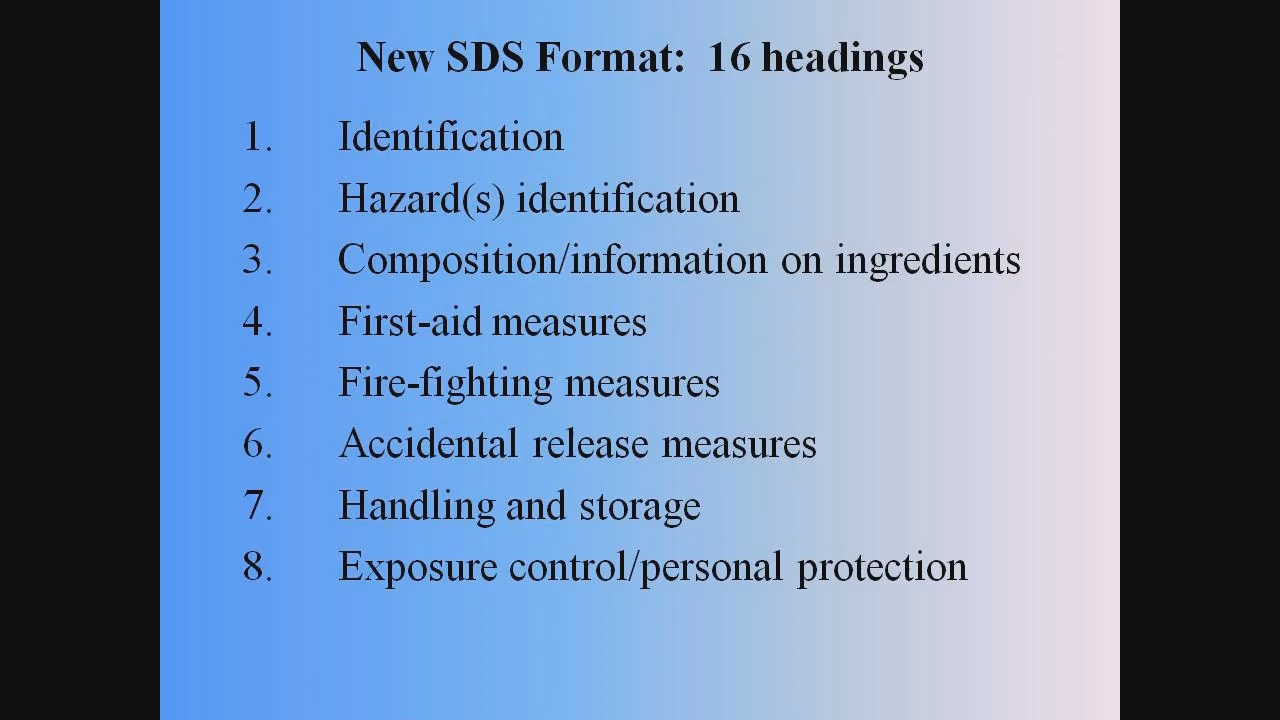 New SDS Format: 16 headings
1. Identification
2. Hazard(s) identification
3. Composition/information on ingredients
4. First-aid measures
5. Fire-fighting measures
6. Accidental release measures
7. Handling and storage
8. Exposure control/personal protection